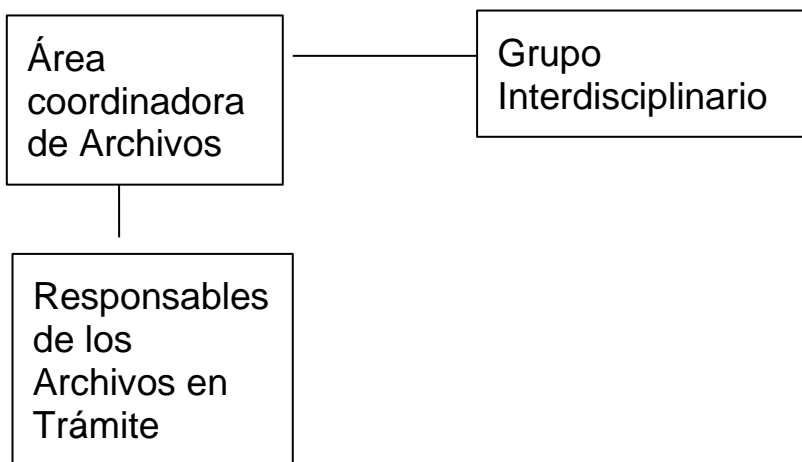 Área
coordinadora
de Archivos
Grupo
Interdisciplinario
Responsables
de los
Archivos en
Trámite